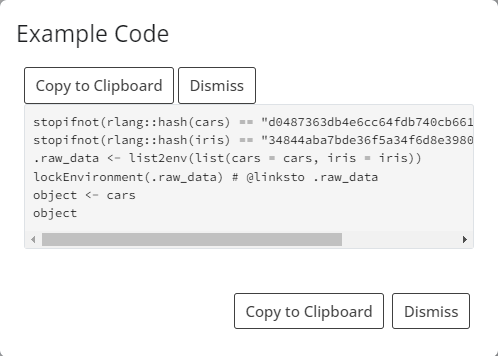 Example Code
Copy to Clipboard Dismiss
stopifnot(rlang::hash(cars) == "d0487363db4e6cc64fdb740cb661
stopifnot(rlang::hash(iris) == "34844aba7bde36f5a34f6d8e3980
.raw_data <- list2env(list(cars = cars, iris = iris))
lockEnvironment(.raw_data) # @linksto .raw_data
object <- cars
object
Copy to Clipboard Dismiss